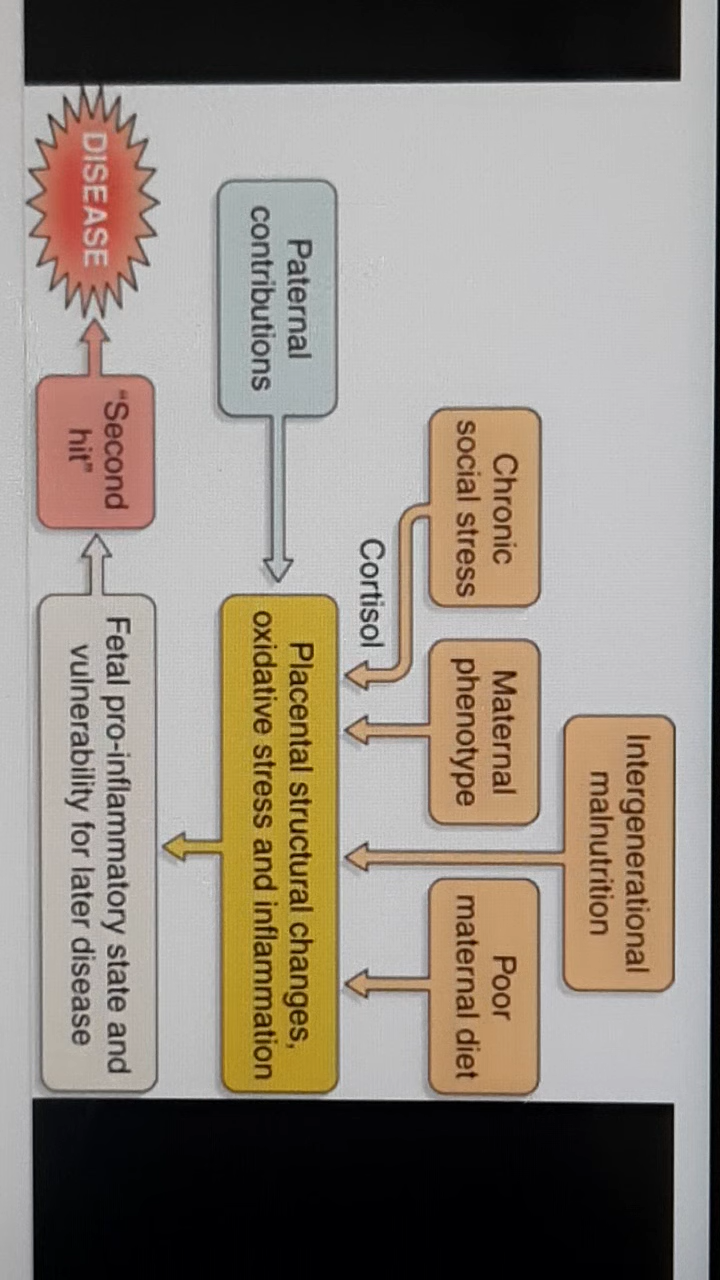 Intergenerational
malnutrition
Chronic
social stress
Maternal
phenotype
Poor
maternal diet
Cortisol
Paternal
contributions
Placental structural changes,
oxidative stress and inflammation
DISEASE
"Second
hit"
Fetal pro-inflammatory state and
vulnerability for later disease